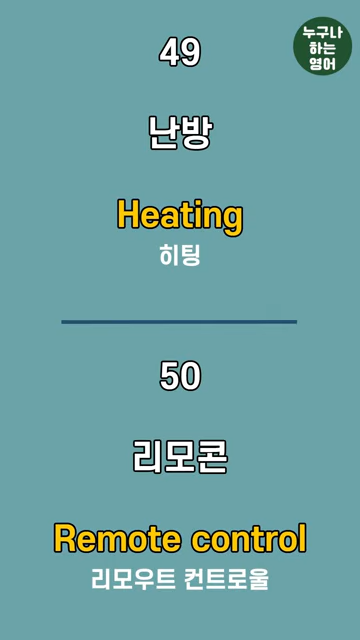 누구나
하는
영어
49
난방
Heating
히팅
50
리모콘
Remote control
리모우트 컨트로울